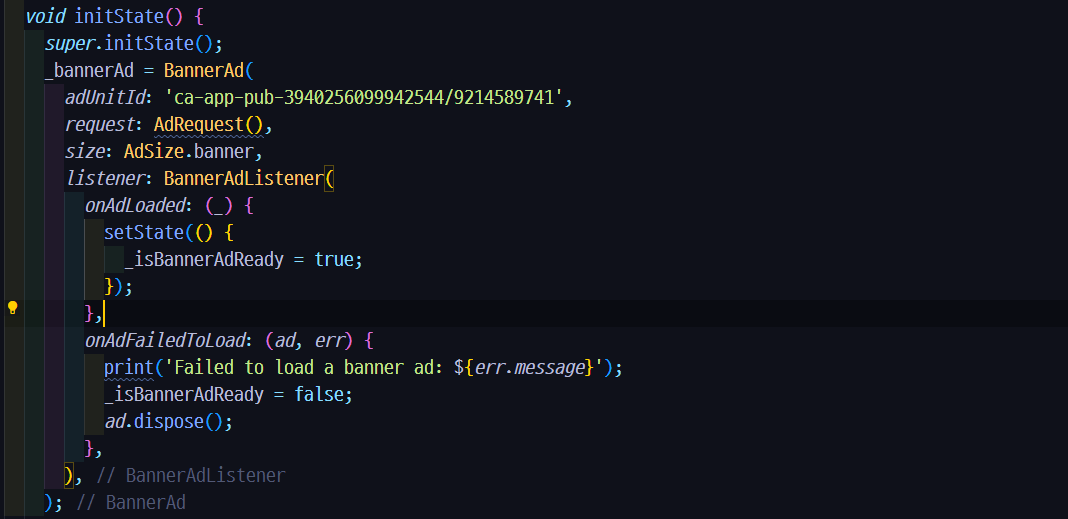 void initState() {
super.initState();
_bannerAd = BannerAd(
adUnitId: 'ca-app-pub-3940256099942544/9214589741',
request: AdRequest(),
size: AdSize.banner,
listener: BannerAdListener(
onAdLoaded: (_) {
setState(() {
_isBannerAdReady = true;
});
},
onAdFailedToLoad: (ad, err) {
print('Failed to load a banner ad: ${err.message}');
_isBannerAdReady = false;
ad.dispose();
},
), // BannerAdListener
); // BannerAd